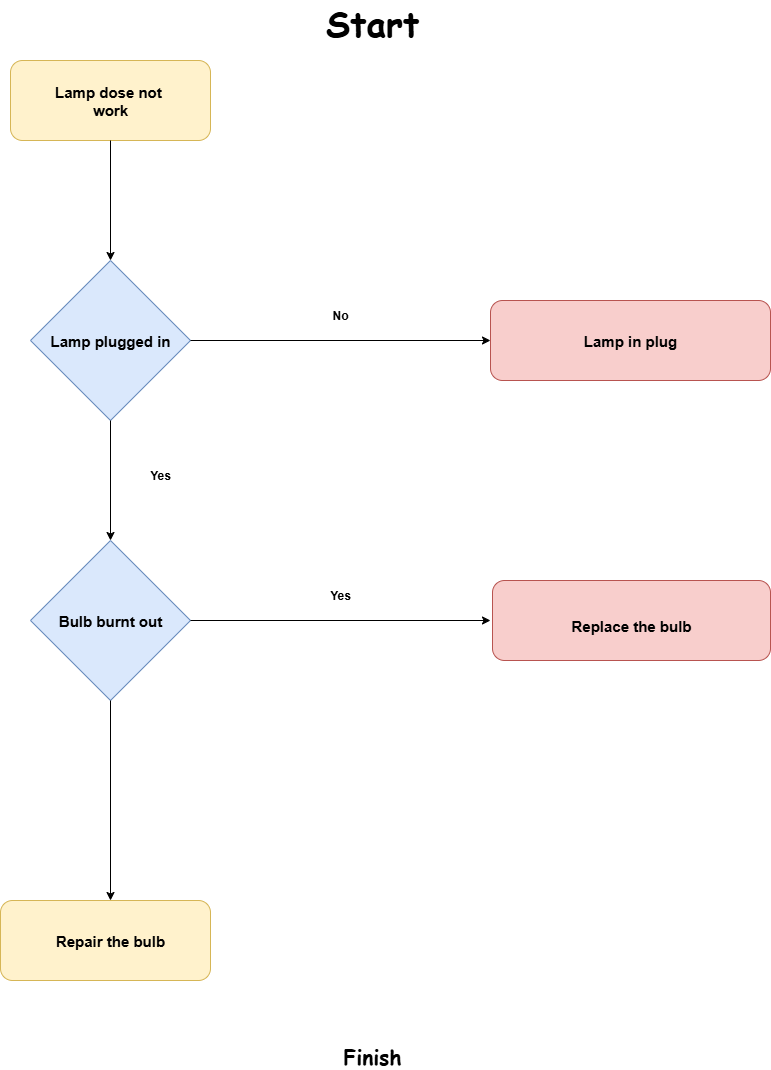 Start
Lamp dose not
work
No
Lamp plugged in
Lamp in plug
Yes
Yes
Bulb burnt out
Replace the bulb
Repair the bulb
Finish